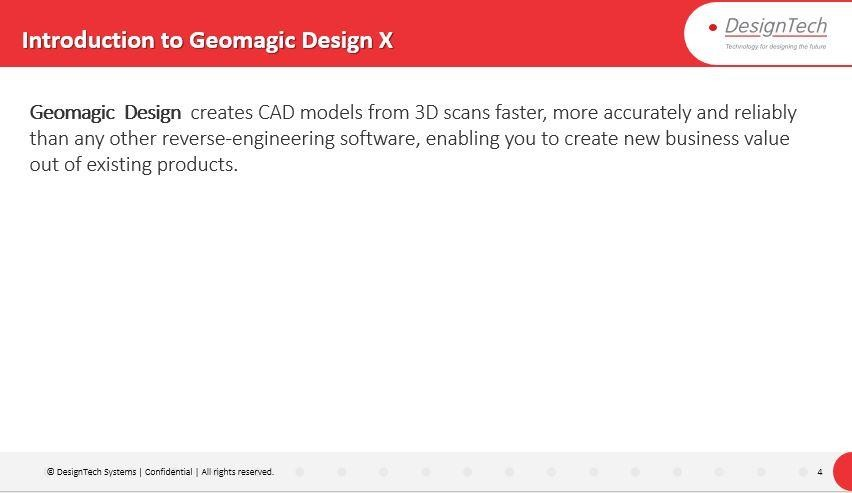 Introduction to Geomagic Design X
DesignTech
Technology for designing the future
Geomagic Design creates CAD models from 3D scans faster, more accurately and reliably
than any other reverse-engineering software, enabling you to create new business value
out of existing products.
© DesignTech Systems | Confidential | All rights reserved.
4